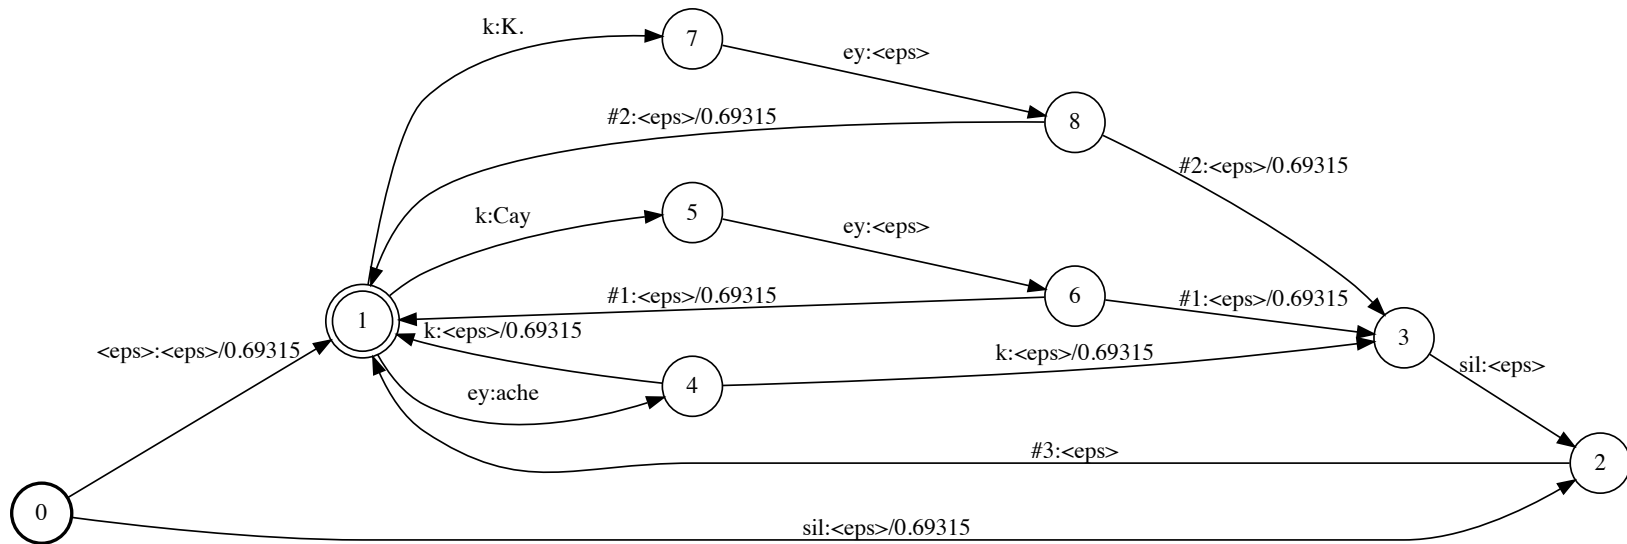 k:K.
7
ey:<eps>
#2:<eps>/0.69315
8
#2:<eps>/0.69315
k:Cay
5
ey:<eps>
#1:<eps>/0.69315
6
#1:<eps>/0.69315
1
k:<eps>/0.69315
3
<eps>:<eps>/0.69315
k:<eps>/0.69315
sil:<eps>
ey:ache
4
#3:<eps>
2
0
sil:<eps>/0.69315